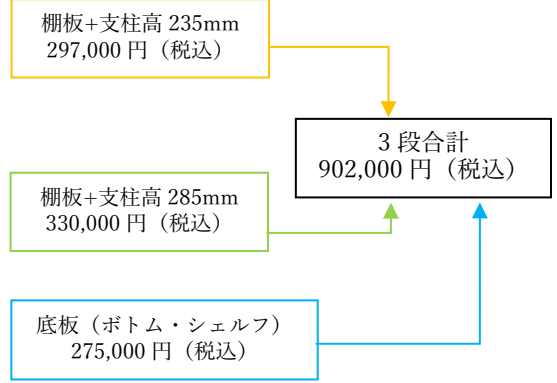 棚板+支柱高 235mm
297,000 円（税込）
3 段合計
902,000 円（税込）
棚板+支柱高 285mm
330,000 円（税込）
底板（ボトム・シェルフ）
275,000 円（税込）